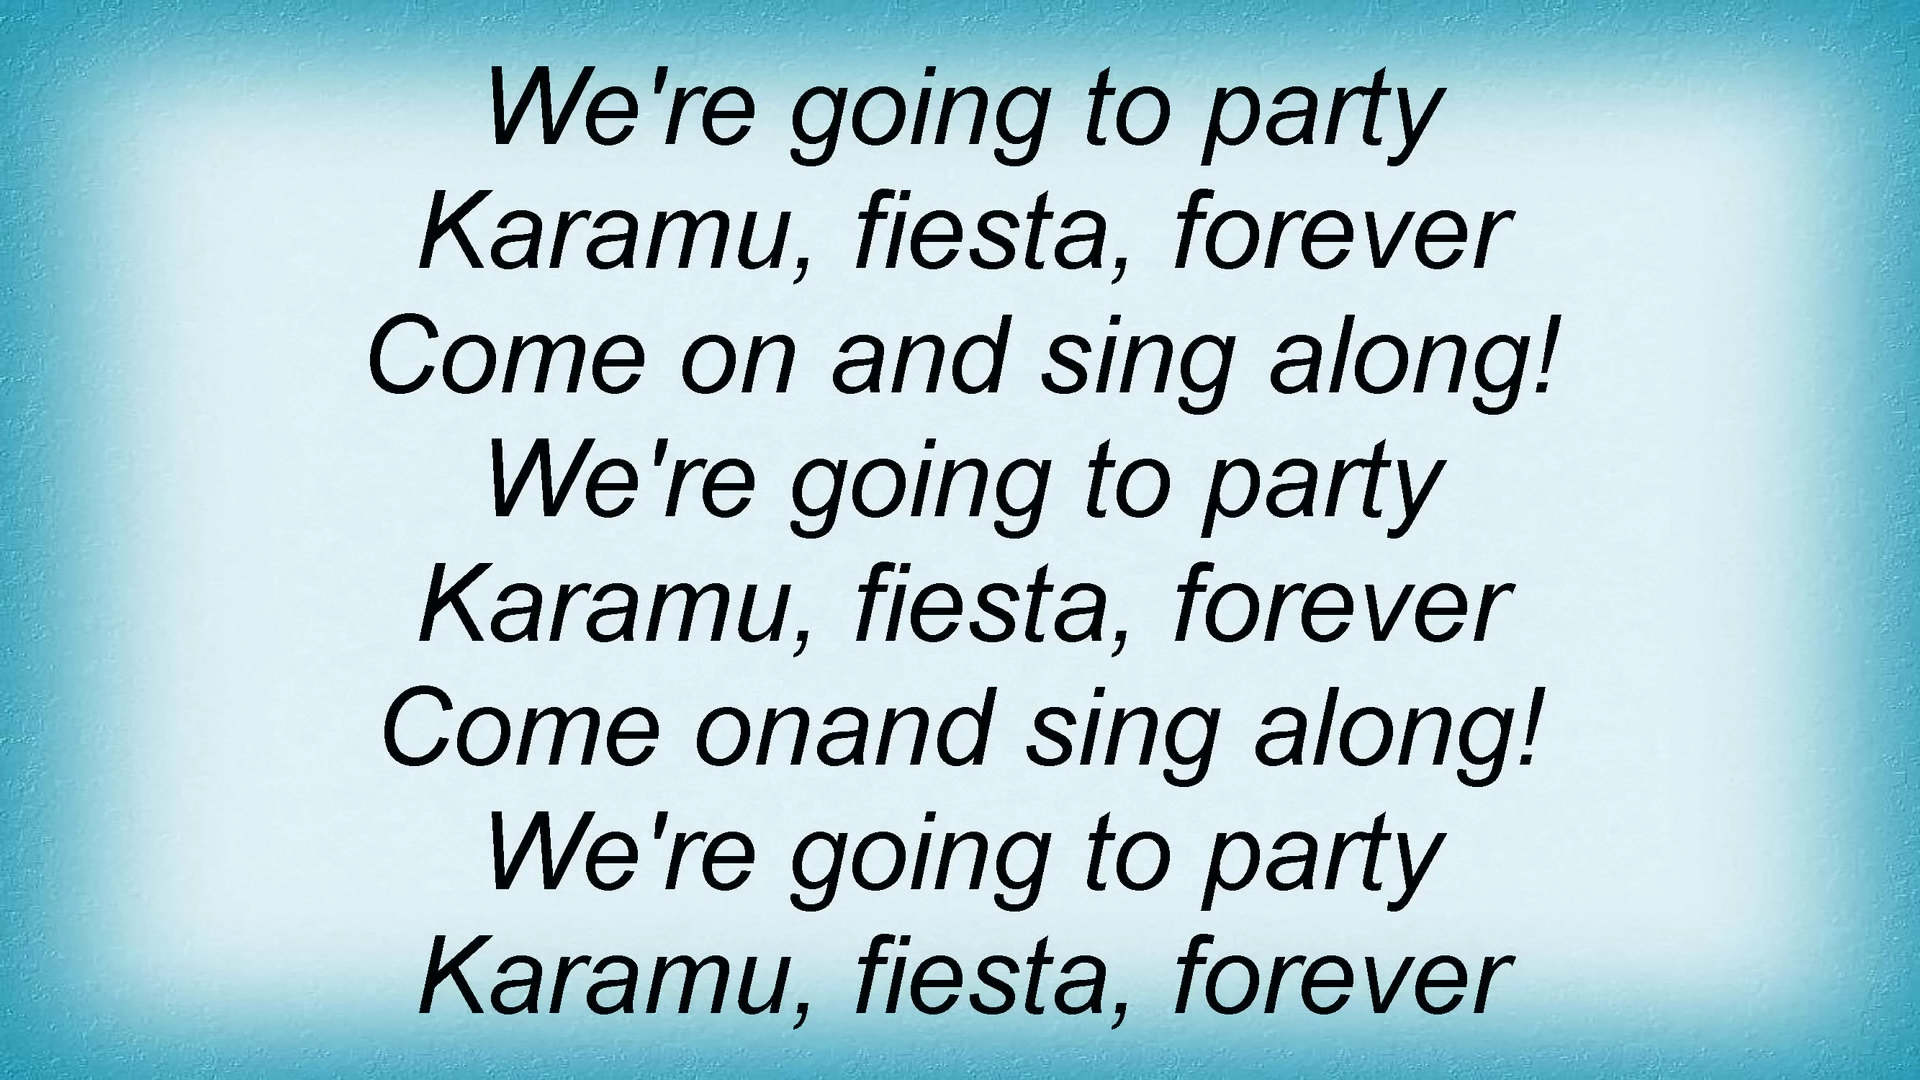 We're going to party
Karamu, fiesta, forever
Come on and sing along!
We're going to party
Karamu, fiesta, forever
Come onand sing along!
We're going to party
Karamu, fiesta, forever